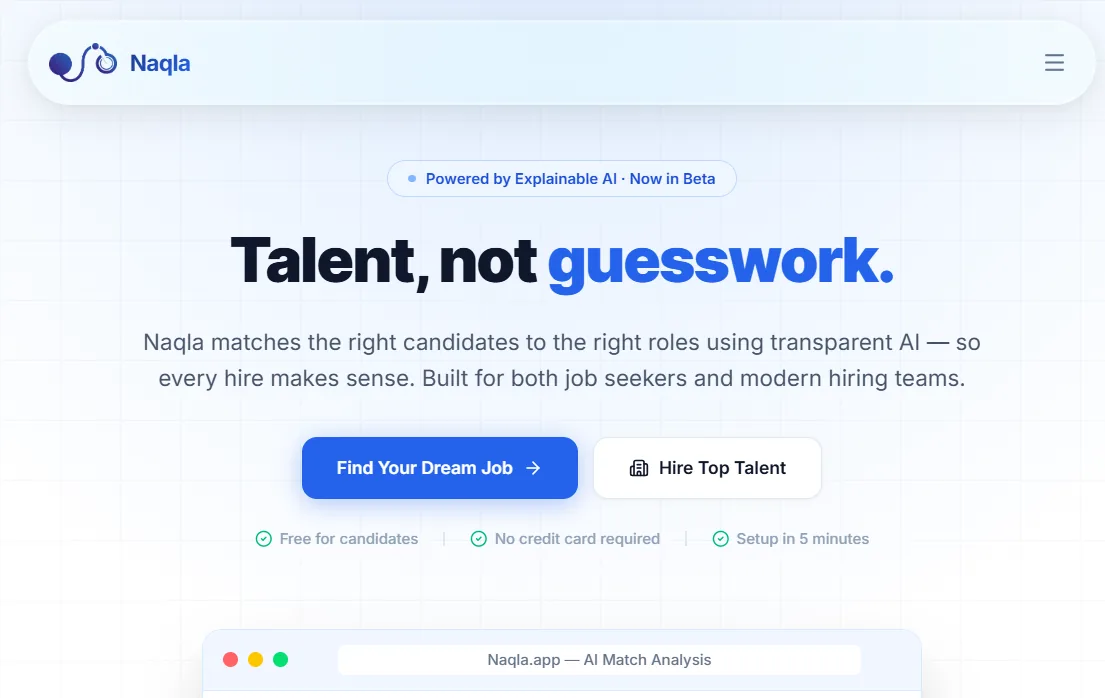 Naqla
Powered by Explainable AI · Now in Beta
Talent, not guesswork.
Naqla matches the right candidates to the right roles using transparent AI — so
every hire makes sense. Built for both job seekers and modern hiring teams.
Find Your Dream Job →
Hire Top Talent
Free for candidates
No credit card required
Setup in 5 minutes
Naqla.app — AI Match Analysis